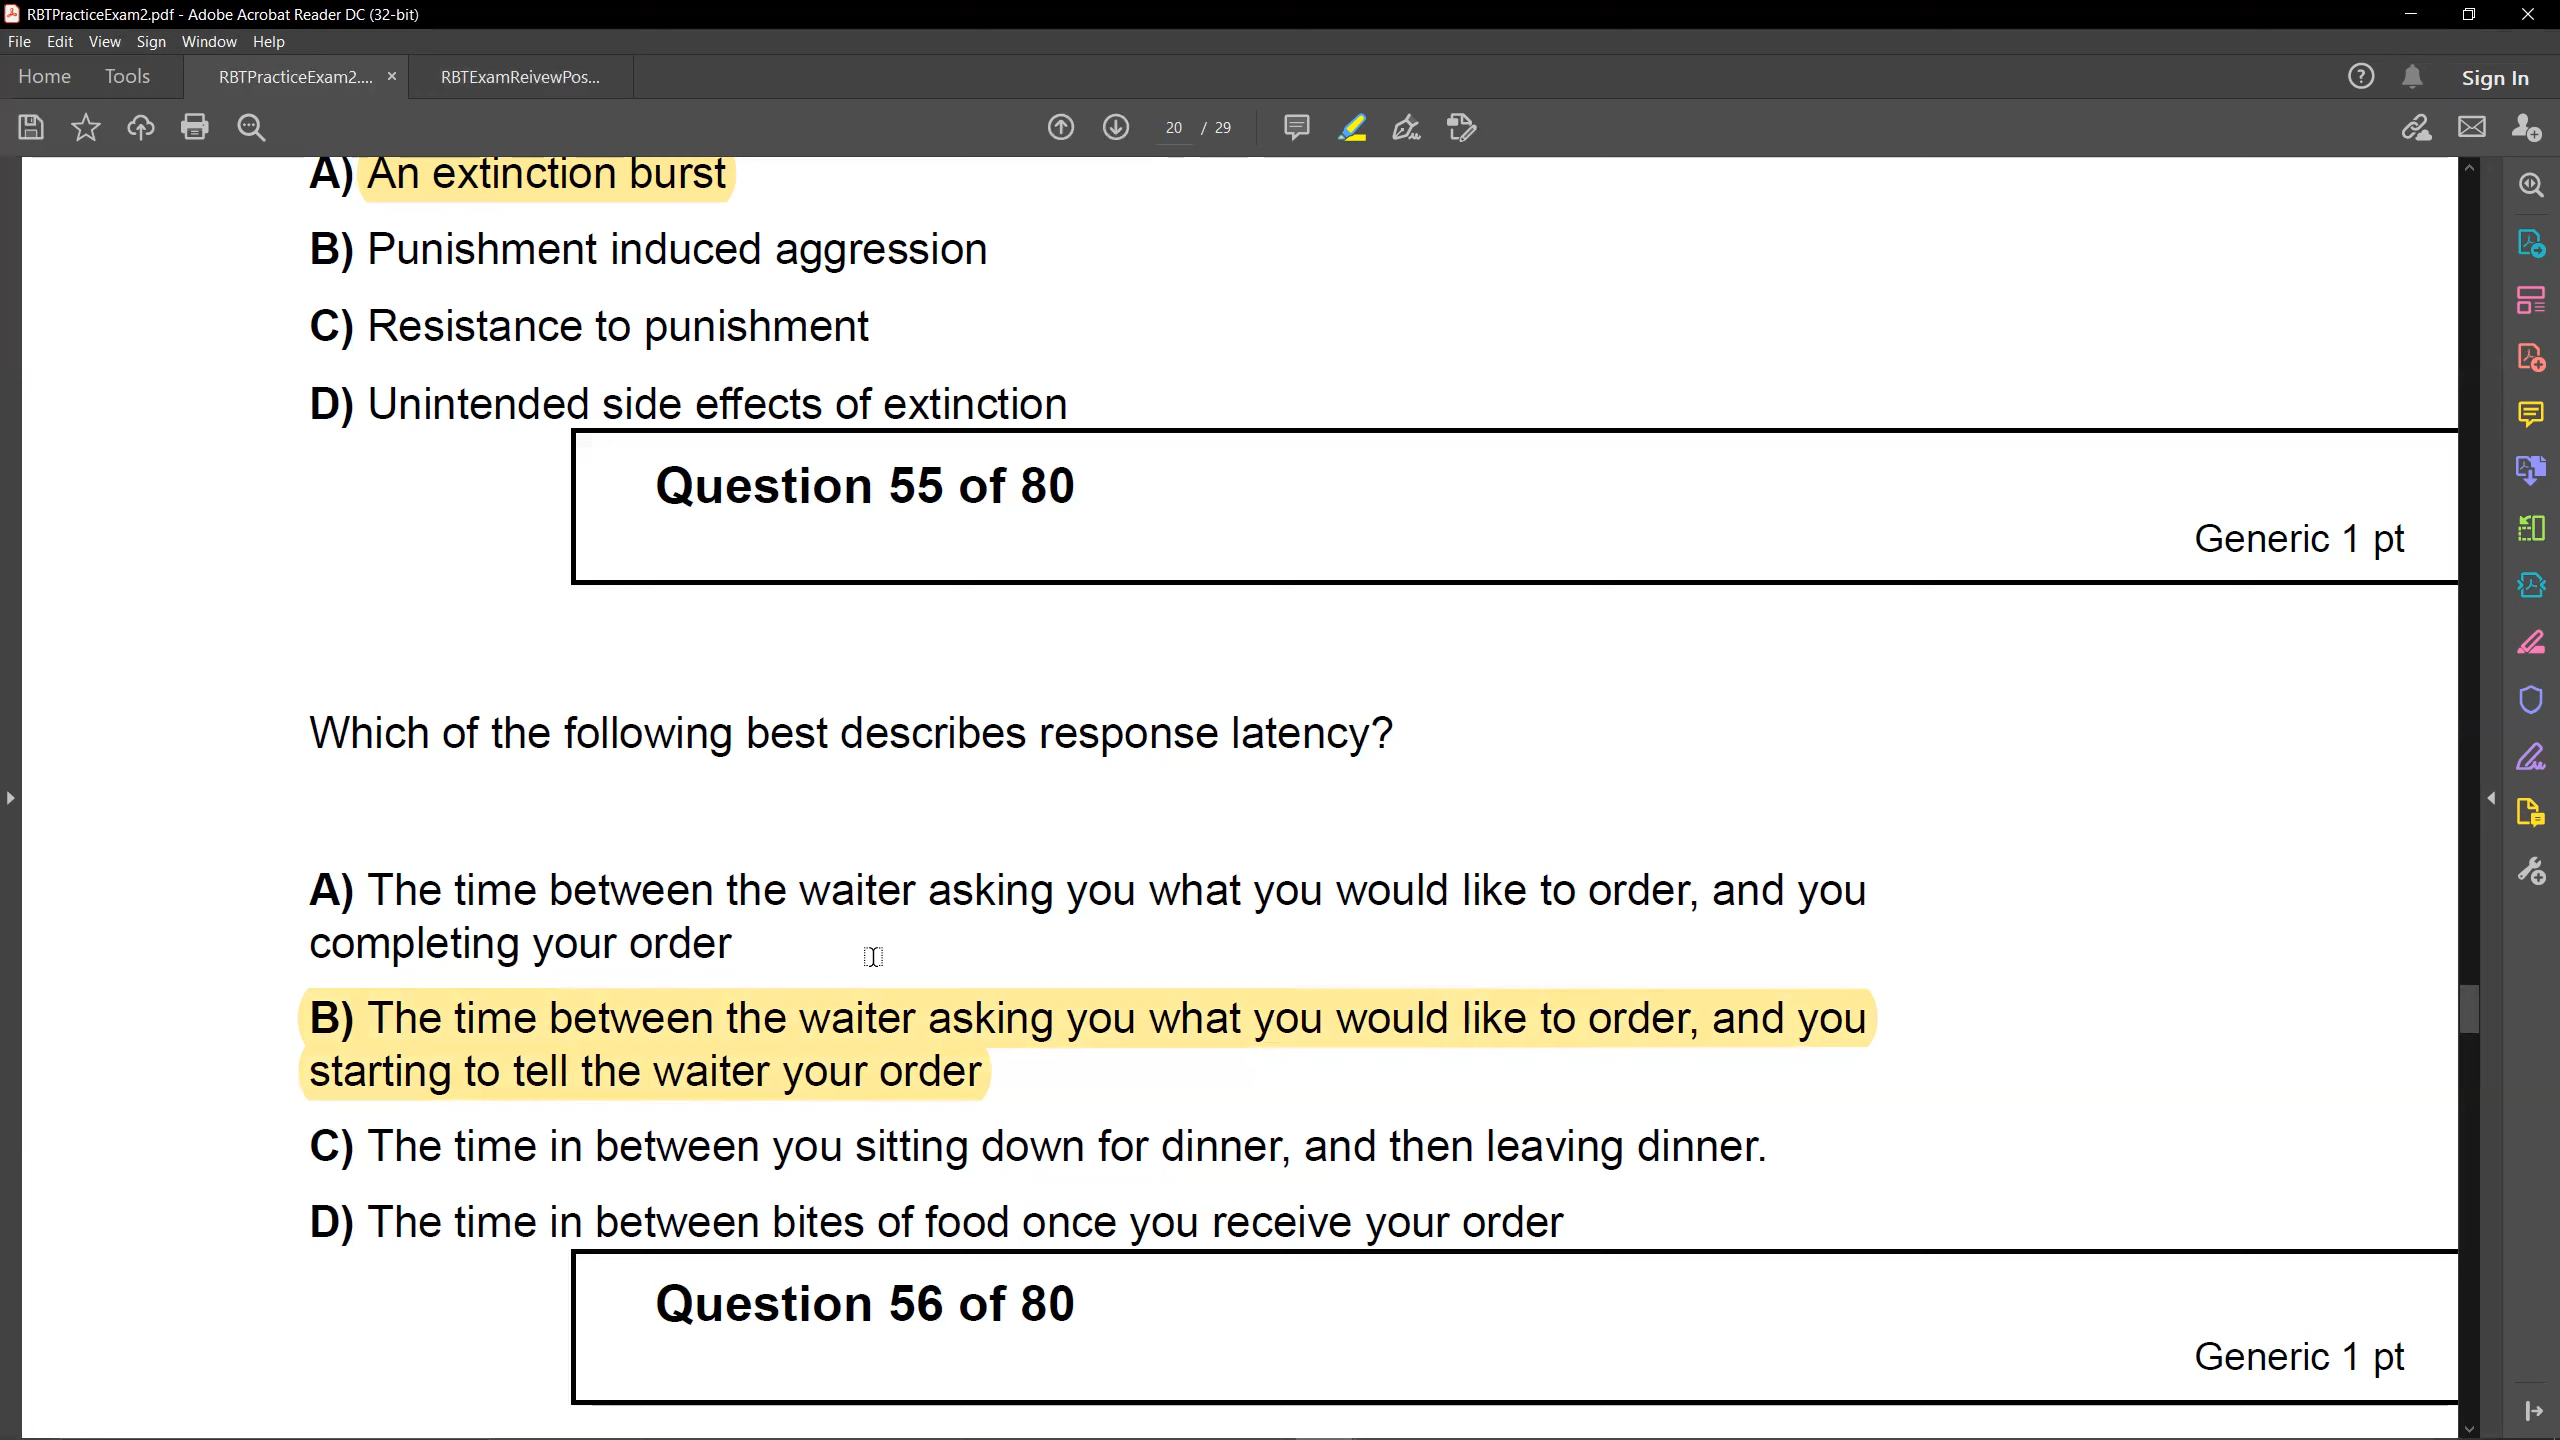 RBTPracticeExam2.pdf - Adobe Acrobat Reader DC (32-bit)
File Edit View Sign Window Help
Home Tools RBTPracticeExam2.... × RBTExamReivewPos... Sign In
20 / 29
A) An extinction burst
B) Punishment induced aggression
C) Resistance to punishment
D) Unintended side effects of extinction
Question 55 of 80
Generic 1 pt
Which of the following best describes response latency?
A) The time between the waiter asking you what you would like to order, and you
completing your order
B) The time between the waiter asking you what you would like to order, and you
starting to tell the waiter your order
C) The time in between you sitting down for dinner, and then leaving dinner.
D) The time in between bites of food once you receive your order
Question 56 of 80
Generic 1 pt